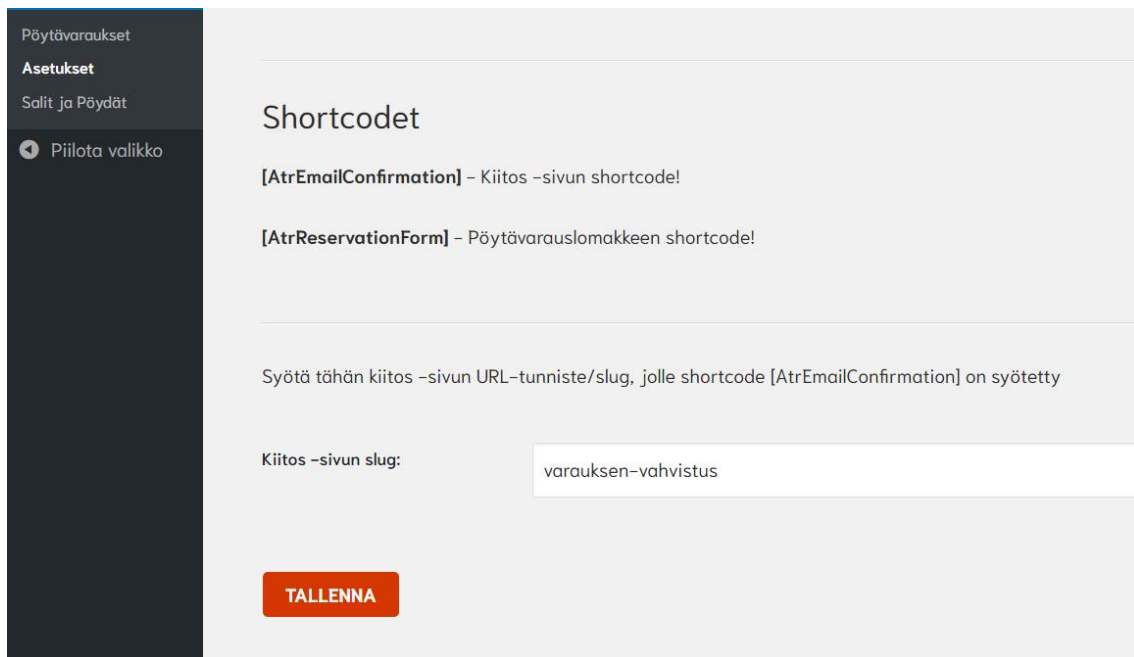 Pöytävaraukset
Asetukset
Salit ja Pöydät
Piilota valikko
Shortcodet
[AtrEmailConfirmation] – Kiitos –sivun shortcode!
[AtrReservationForm] – Pöytävarauslomakkeen shortcode!
Syötä tähän kiitos –sivun URL-tunniste/slug, jolle shortcode [AtrEmailConfirmation] on syötetty
Kiitos –sivun slug:
varauksen-vahvistus
TALLENNA